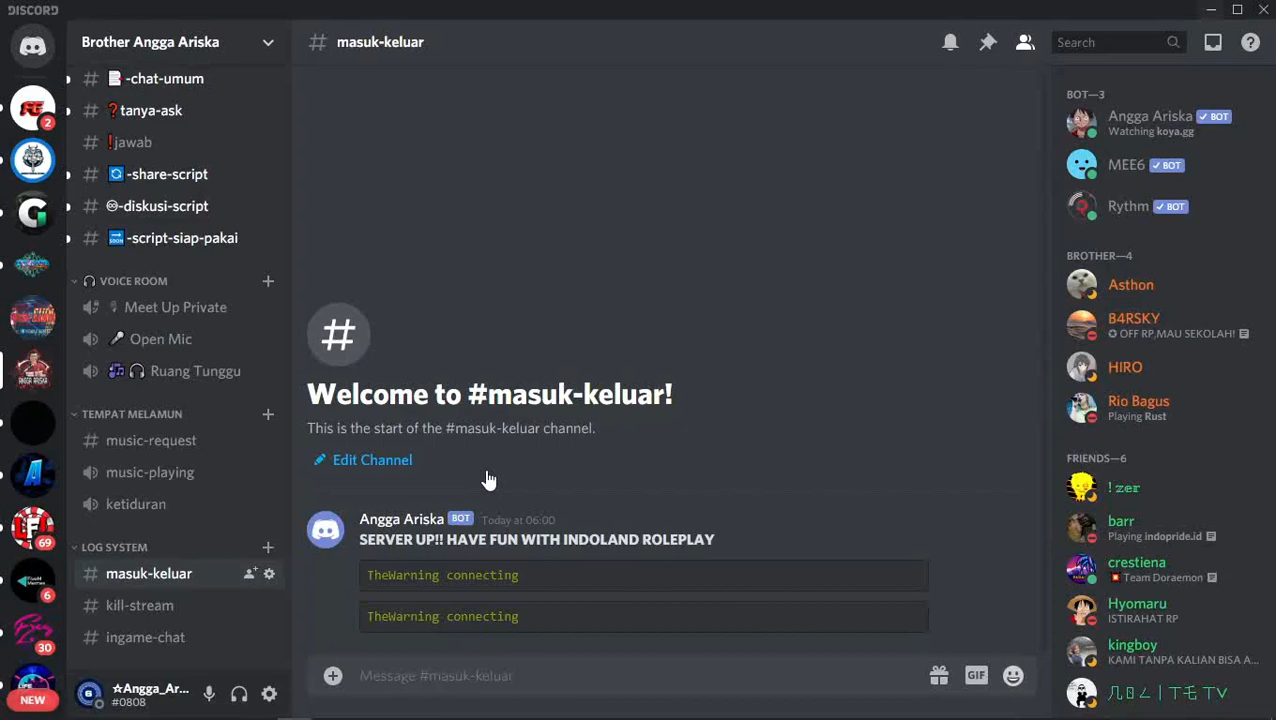 DISCORD
Brother Angga Ariska
-chat-umum
tanya-ask
jawab
-share-script
-diskusi-script
SOON -script-siap-pakai
VOICE ROOM
Meet Up Private
Open Mic
Ruang Tunggu
TEMPAT MELAMUN
music-request
music-playing
ketiduran
LOG SYSTEM
masuk-keluar
kill-stream
ingame-chat
☆Angga_Ar...
#0808
2
69
6
30
NEW
# masuk-keluar
Search
Welcome to #masuk-keluar!
This is the start of the #masuk-keluar channel.
Edit Channel
Angga Ariska BOT Today at 06:00
SERVER UP!! HAVE FUN WITH INDOLAND ROLEPLAY
TheWarning connecting
TheWarning connecting
Message #masuk-keluar
GIF
BOT—3
Angga Ariska ✓ BOT
Watching koya.gg
MEE6 ✓ BOT
Rythm ✓ BOT
BROTHER—4
Asthon
B4RSKY
✪ OFF RP,MAU SEKOLAH!
HIRO
Rio Bagus
Playing Rust
FRIENDS—6
! zer
barr
Playing indopride.id
crestiena
Team Doraemon
Hyomaru
ISTIRAHAT RP
kingboy
KAMI TANPA KALIAN BISA A...